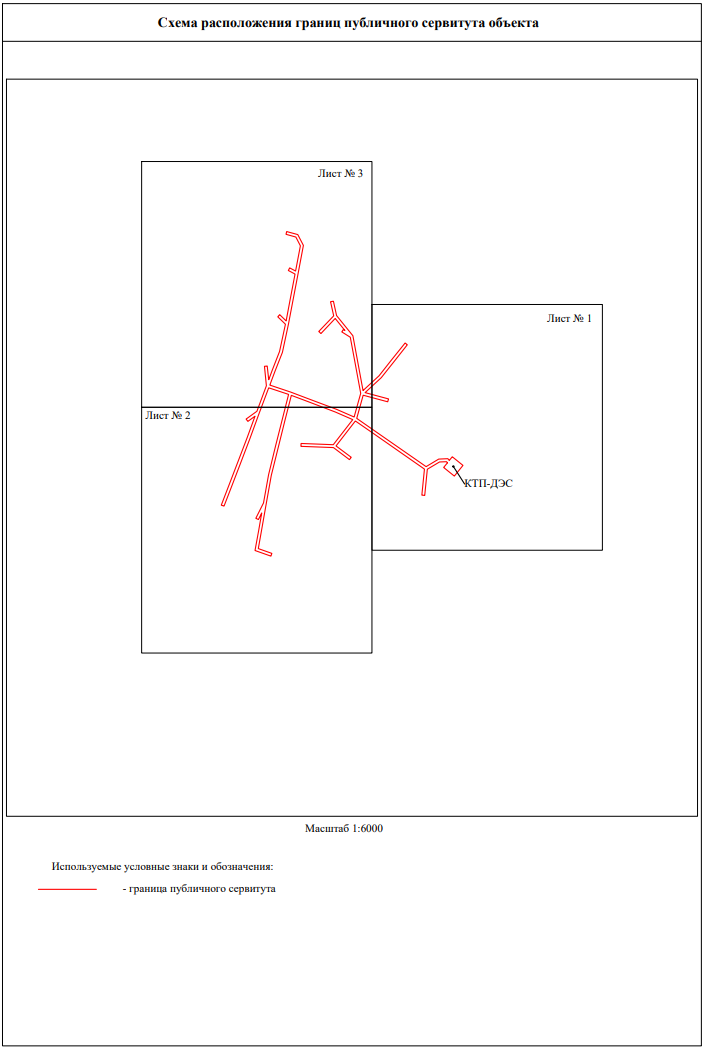 Схема расположения границ публичного сервитута объекта
Лист № 3
Лист № 1
Лист № 2
КТП-ДЭС
Масштаб 1:6000
Используемые условные знаки и обозначения:
- граница публичного сервитута